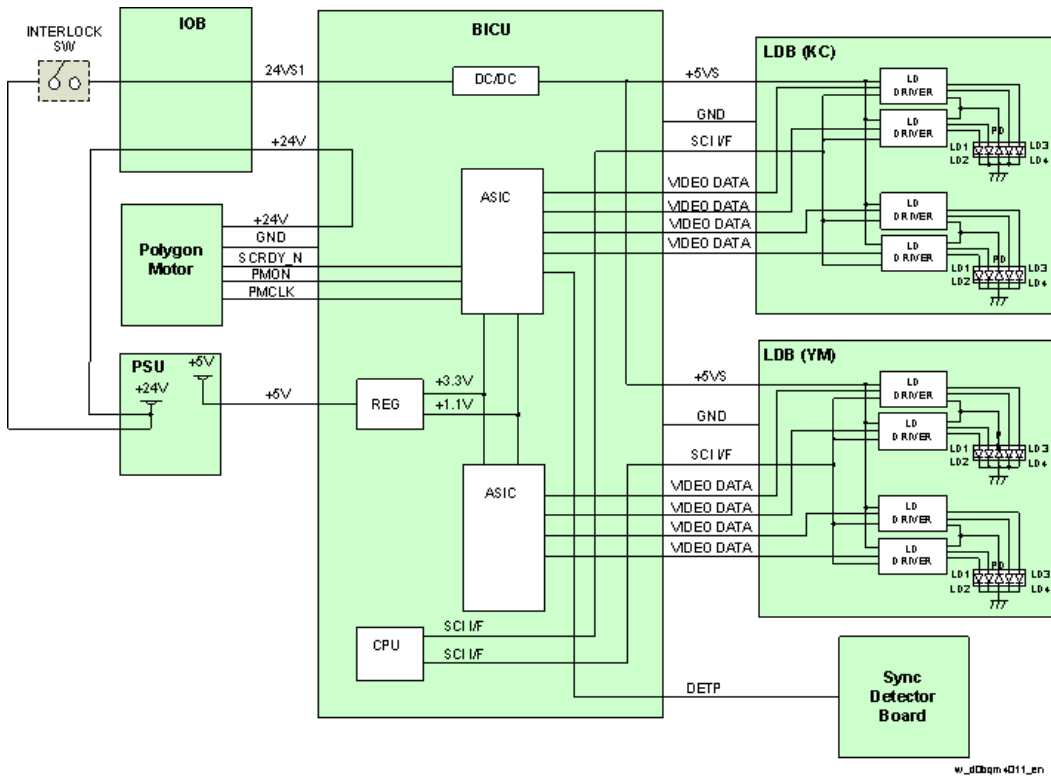 INTERLOCK
SW
IOB
24VS1
+24V
Polygon
Motor
+24V
GND
SCRDY_N
PMON
PMCLK
PSU
+5V
+24V
+5V
BICU
DC/DC
ASIC
REG
+3.3V
+1.1V
ASIC
CPU
SCI I/F
SCI I/F
+5VS
GND
SCI I/F
VIDEO DATA
VIDEO DATA
VIDEO DATA
VIDEO DATA
LDB (KC)
LD
DRIVER
LD
DRIVER
PD
LD1
LD2
LD3
LD4
LD
DRIVER
LD
DRIVER
PD
LD1
LD2
LD3
LD4
+5VS
GND
SCI I/F
VIDEO DATA
VIDEO DATA
VIDEO DATA
VIDEO DATA
LDB (YM)
LD
DRIVER
LD
DRIVER
LD1
LD2
LD3
LD4
LD
DRIVER
LD
DRIVER
PD
LD1
LD2
LD3
LD4
DETP
Sync
Detector
Board